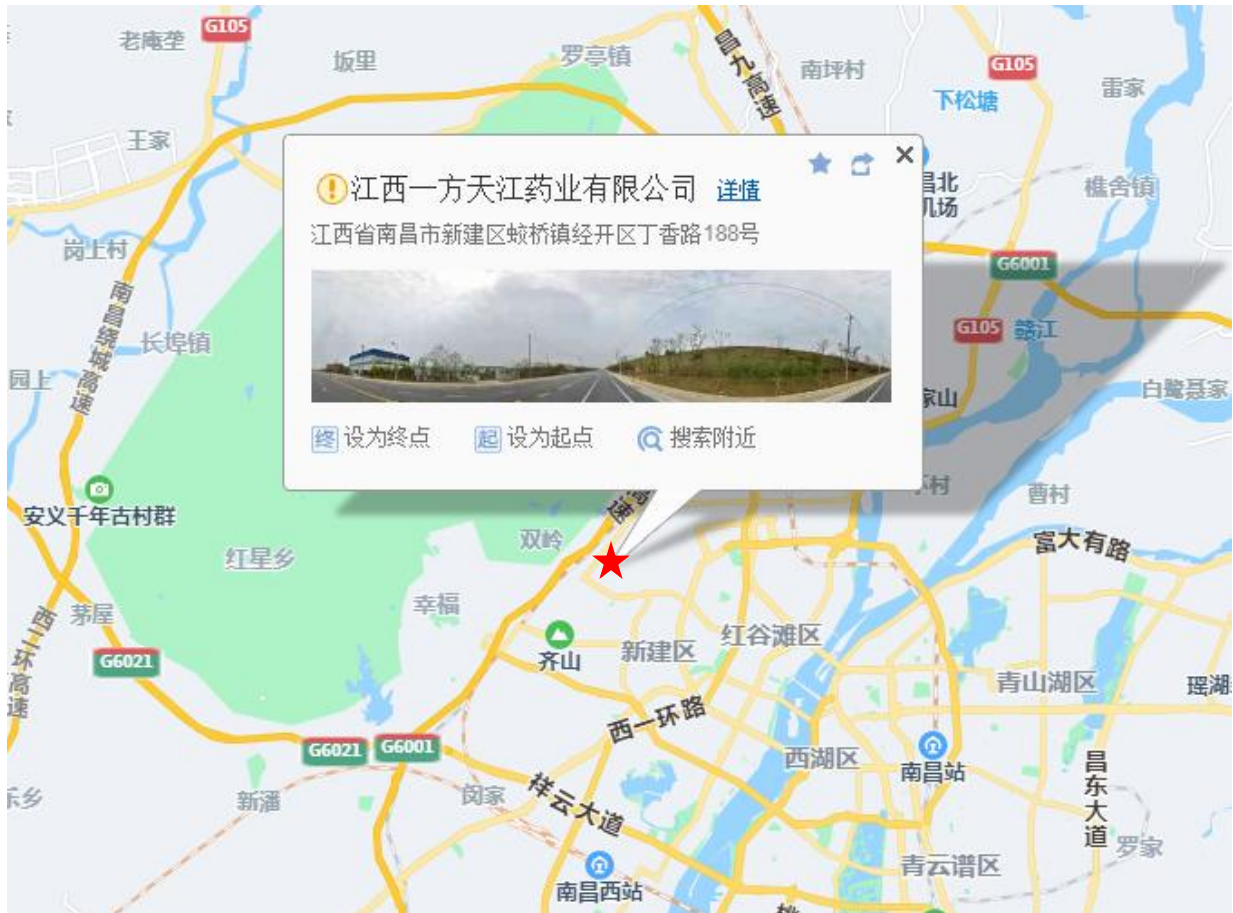 G105
老庵垄
坂里
罗亭镇
昌九高速
南坪村
G105
雷家
下松塘
王家
江西一方天江药业有限公司 详情
江西省南昌市新建区蛟桥镇经开区丁香路188号
昌北
机场
樵舍镇
岗上村
G6001
南昌绕城高速
G105 赣江
长埠镇
园上
家山
白鹭聂家
终 设为终点 起 设为起点 搜索附近
安义千年古村群
高速
村
曹村
双岭
富大有路
红星乡
幸福
茅屋
西二环高速
齐山
新建区
红谷滩区
G6021
青山湖区
瑶湖
西一环路
G6021
G6001
西湖区
南昌站
昌东大道
乐乡
新潘
闵家
祥云大道
罗家
青云谱区
南昌西站